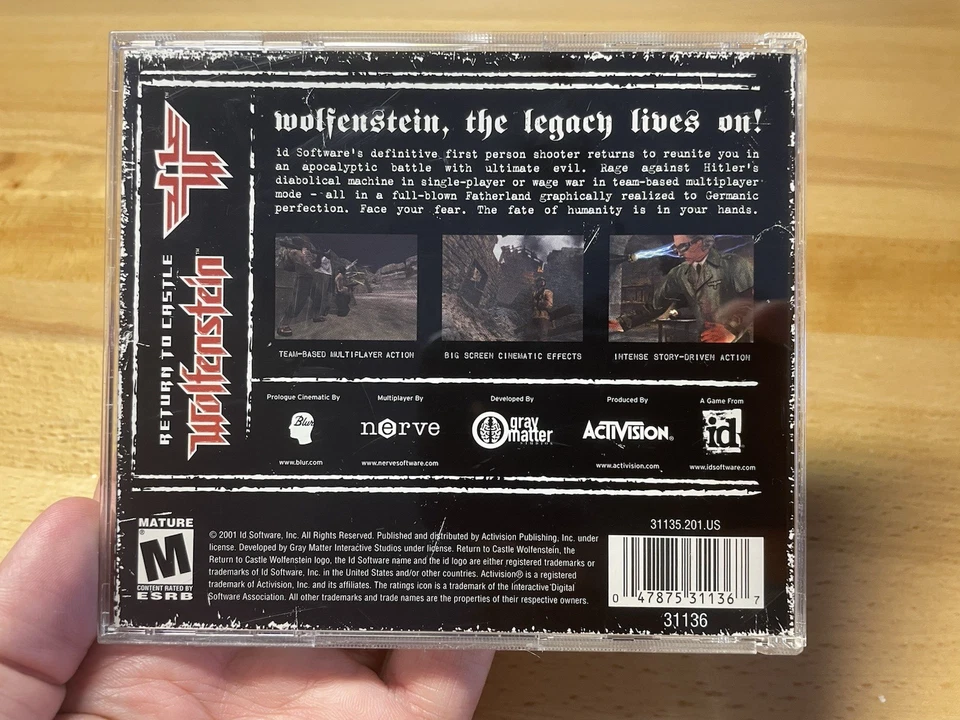 RETURN TO CASTLE
Wolfenstein
wolfenstein, the legacy lives on!
id Software's definitive first person shooter returns to reunite you in
an apocalyptic battle with ultimate evil. Rage against Hitler's
diabolical machine in single-player or wage war in team-based multiplayer
mode - all in a full-blown Fatherland graphically realized to Germanic
perfection. Face your fear. The fate of humanity is in your hands.
TEAM-BASED MULTIPLAYER ACTION
BIG SCREEN CINEMATIC EFFECTS
INTENSE STORY-DRIVEN ACTION
Prologue Cinematic By
Blur
www.blur.com
Multiplayer By
nerve
www.nervesoftware.com
Developed By
gray
matter
Produced By
ACTIVISION®
www.activision.com
A Game From
id
www.idsoftware.com
MATURE
M®
CONTENT RATED BY
ESRB
© 2001 Id Software, Inc. All Rights Reserved. Published and distributed by Activision Publishing, Inc. under
license. Developed by Gray Matter Interactive Studios under license. Return to Castle Wolfenstein, the
Return to Castle Wolfenstein logo, the Id Software name and the id logo are either registered trademarks or
trademarks of Id Software, Inc. in the United States and/or other countries. Activision® is a registered
trademark of Activision, Inc. and its affiliates. The ratings icon is a trademark of the Interactive Digital
Software Association. All other trademarks and trade names are the properties of their respective owners.
31135.201.US
0 47875 31136 7
31136